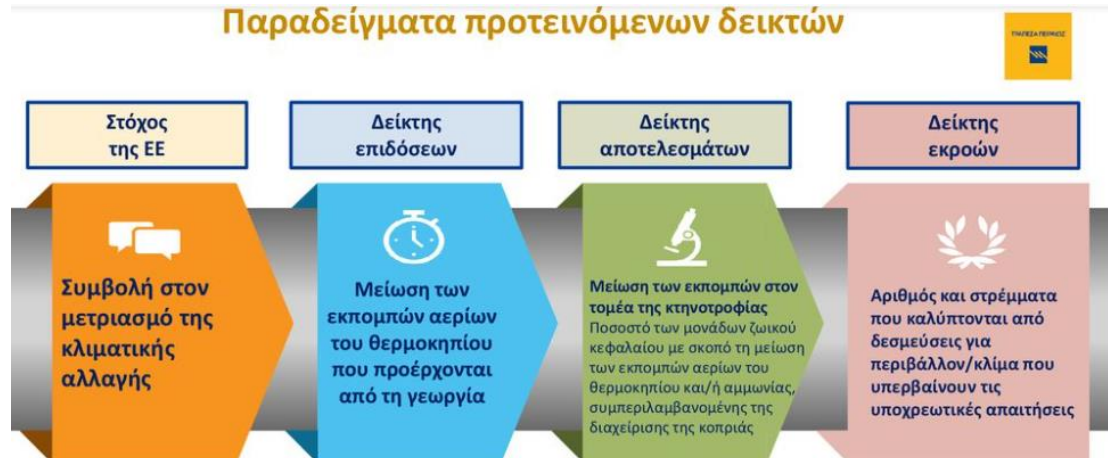 Παραδείγματα προτεινόμενων δεικτών
ΤΡΑΠΕΖΑ ΠΕΙΡΑΙΩΣ
Στόχος
της ΕΕ
Συμβολή στον
μετριασμό της
κλιματικής
αλλαγής
Δείκτης
επιδόσεων
Μείωση των
εκπομπών αερίων
του θερμοκηπίου
που προέρχονται
από τη γεωργία
Δείκτης
αποτελεσμάτων
Μείωση των εκπομπών στον
τομέα της κτηνοτροφίας
Ποσοστό των μονάδων ζωικού
κεφαλαίου με σκοπό τη μείωση
των εκπομπών αερίων του
θερμοκηπίου και/ή αμμωνίας,
συμπεριλαμβανομένης της
διαχείρισης της κοπριάς
Δείκτης
εκροών
Αριθμός και στρέμματα
που καλύπτονται από
δεσμεύσεις για
περιβάλλον/κλίμα που
υπερβαίνουν τις
υποχρεωτικές απαιτήσεις